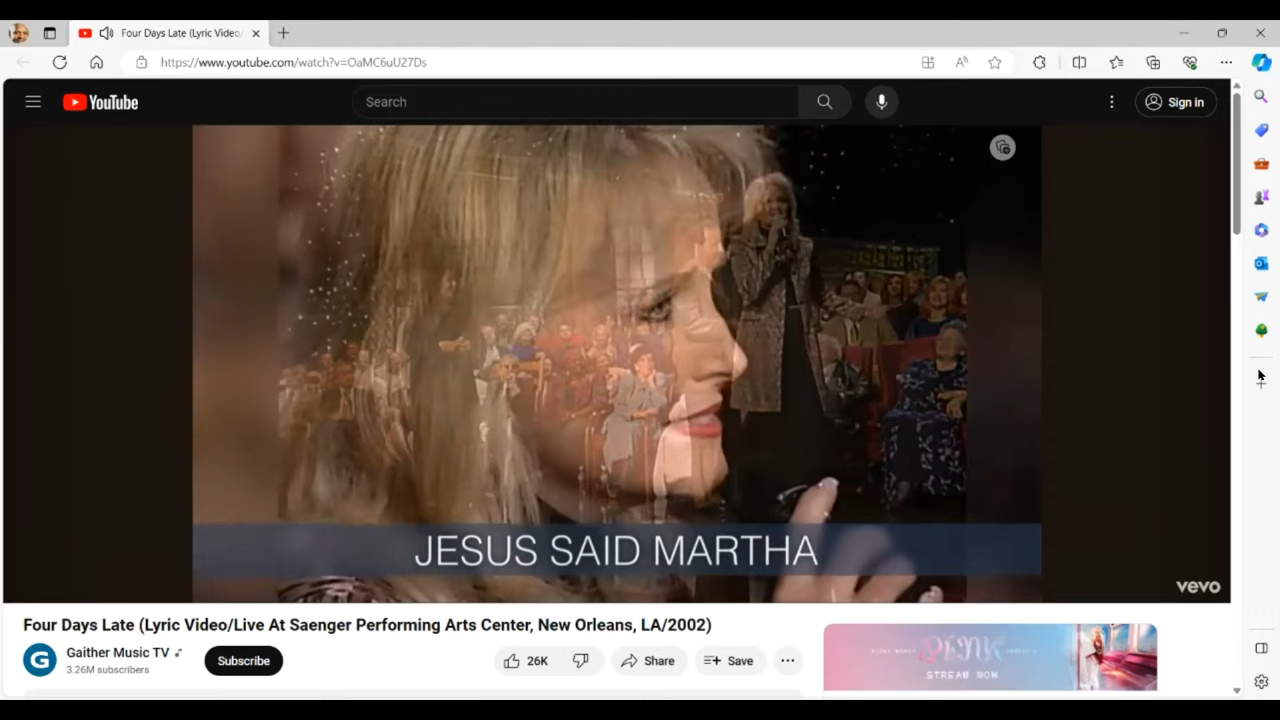 Four Days Late (Lyric Video/
https://www.youtube.com/watch?v=OaMC6uU27Ds
YouTube
Search
Sign in
JESUS SAID MARTHA
vevo
Four Days Late (Lyric Video/Live At Saenger Performing Arts Center, New Orleans, LA/2002)
G
Gaither Music TV
3.26M subscribers
Subscribe
26K
Share
Save
STREAM NOW